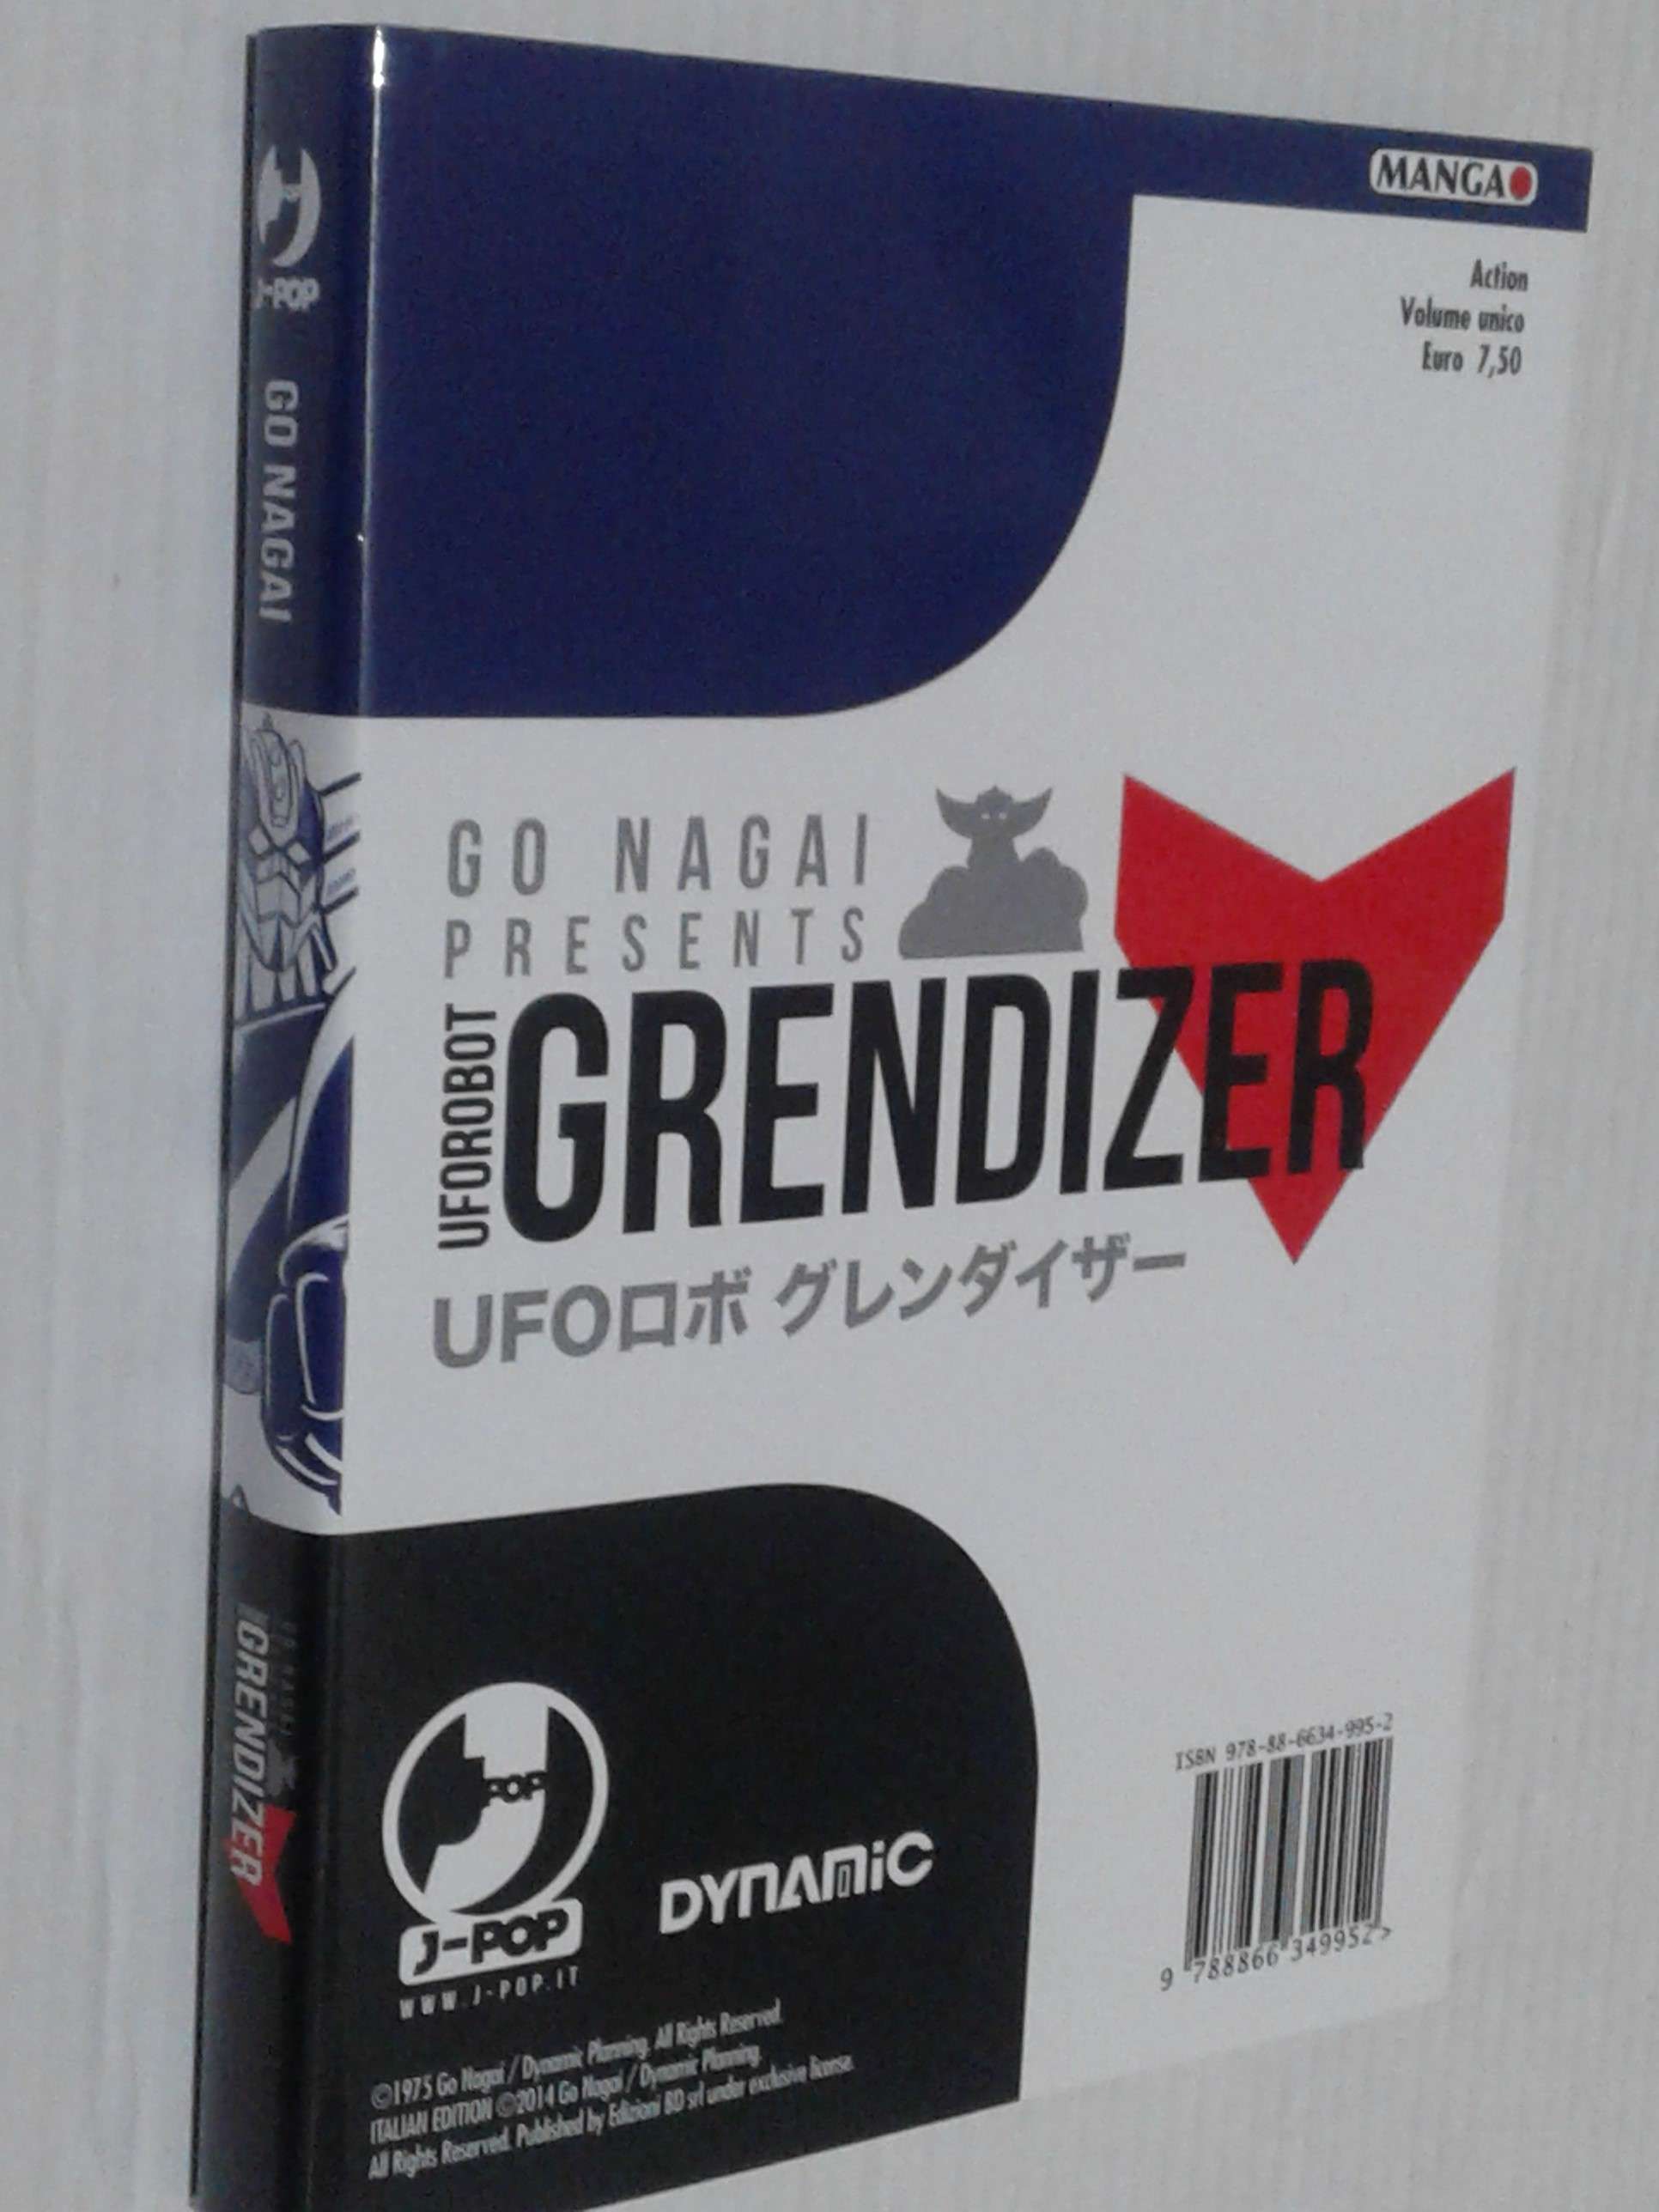 J-POP
GO NAGAI
GRENDIZER
MANGA
Action
Volume unico
Euro 7,50
GO NAGAI
PRESENTS
UFOROBOT
GRENDIZER
UFOロボ グレンダイザー
POP
J-POP
WWW.J-POP.IT
DYNAMiC
ISBN 978-88-6634-995-2
9 788866 349952>
©1975 Go Nagai / Dynamic Planning. All Rights Reserved.
ITALIAN EDITION ©2014 Go Nagai / Dynamic Planning.
All Rights Reserved. Published by Edizioni BD srl under exclusive license.